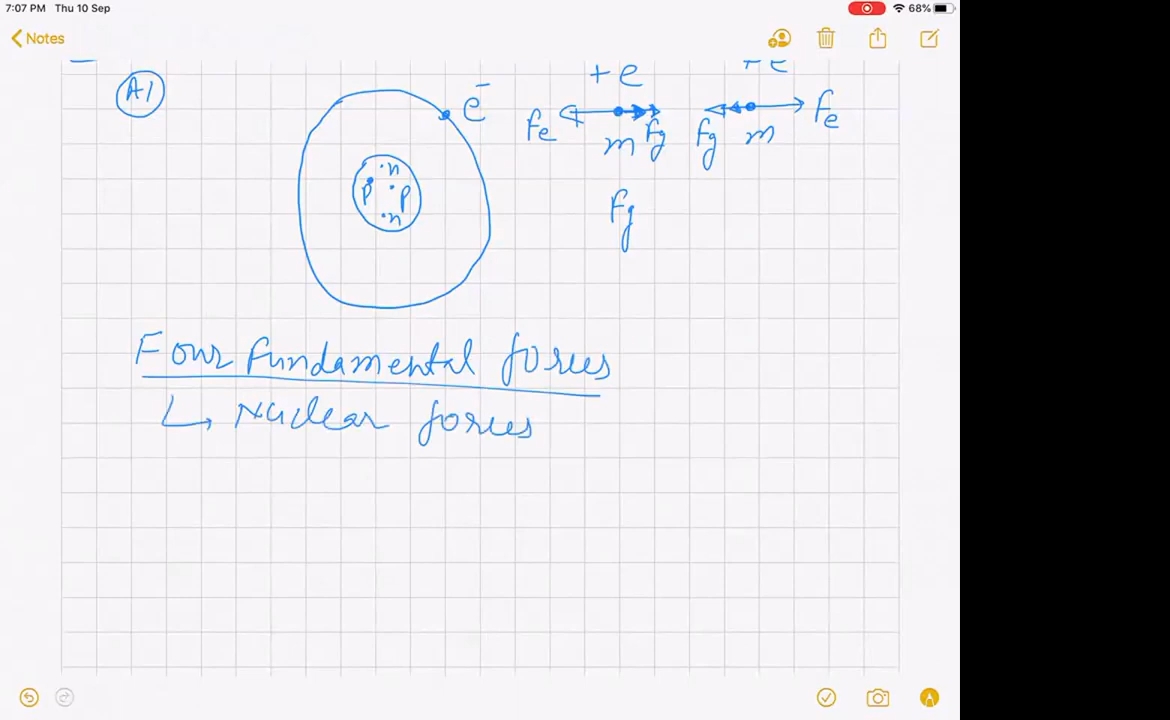 7:07 PM Thu 10 Sep
68%
Notes
A1
e-
+e
+e
Fe
m
Fg
Fg
m
Fe
n
P
P
n
Fg
Four fundamental forces
↳ Nuclear forces